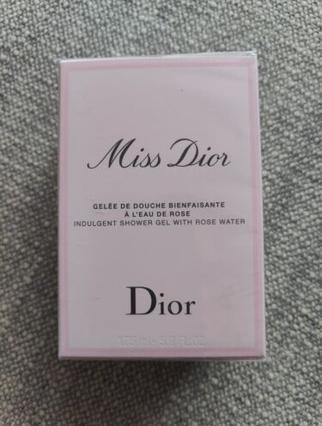 Miss Dior
GELÉE DE DOUCHE BIENFAISANTE
À L'EAU DE ROSE
INDULGENT SHOWER GEL WITH ROSE WATER
Dior